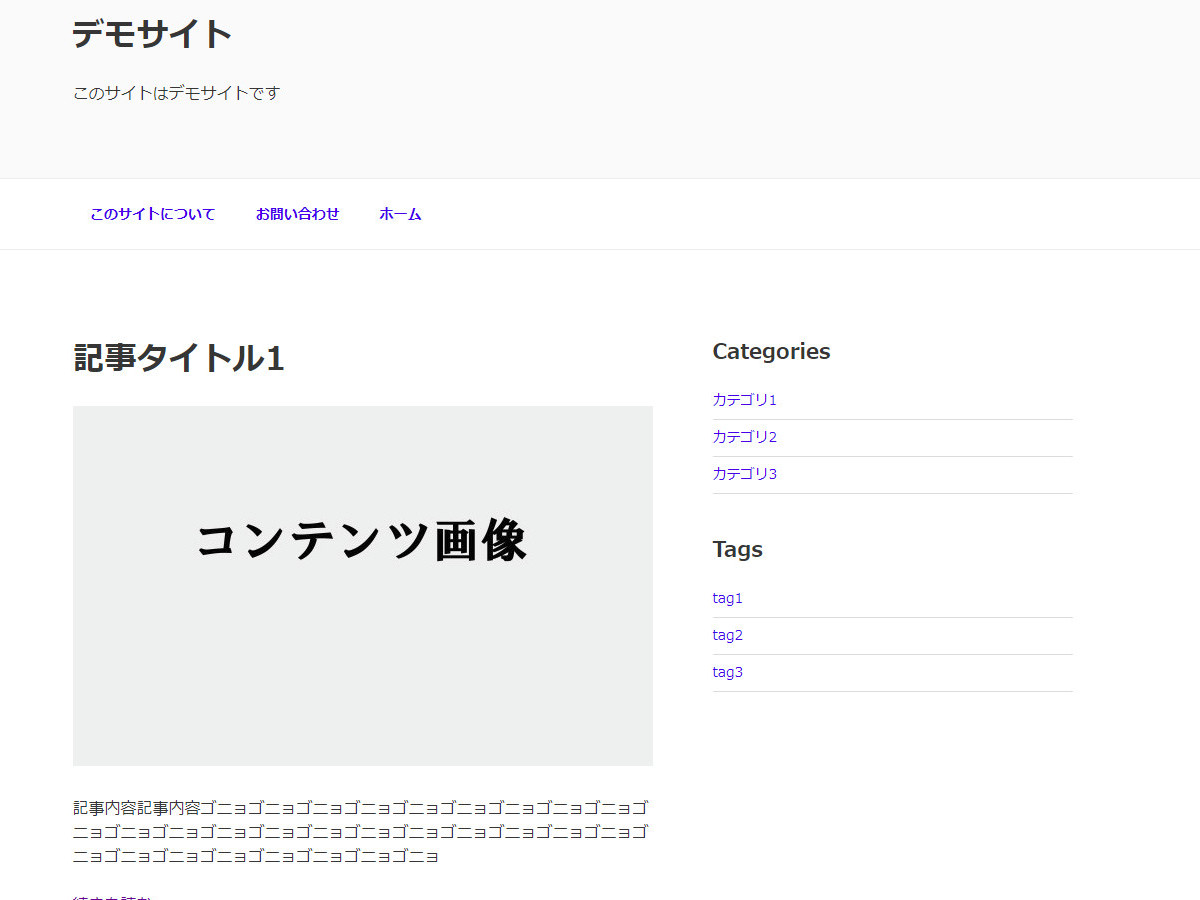 デモサイト
このサイトはデモサイトです
このサイトについて
お問い合わせ
ホーム
記事タイトル1
コンテンツ画像
記事内容記事内容ゴニョゴニョゴニョゴニョゴニョゴニョゴニョゴニョゴニョゴ
ニョゴニョゴニョゴニョゴニョゴニョゴニョゴニョゴニョゴニョゴニョゴニョゴ
ニョゴニョゴニョゴニョゴニョゴニョゴニョゴニョ
Categories
カテゴリ1
カテゴリ2
カテゴリ3
Tags
tag1
tag2
tag3